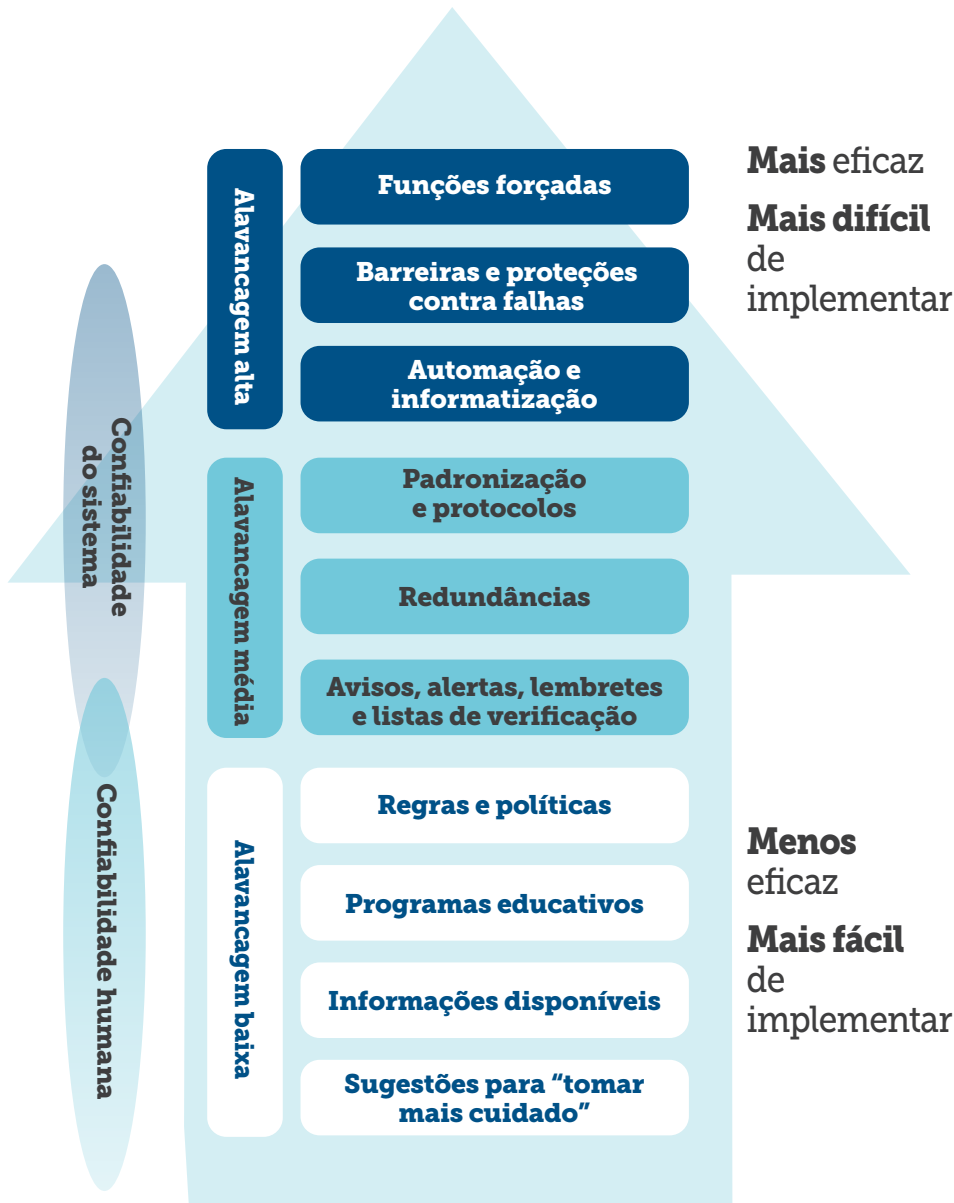 Confiabilidade
do sistema
Confiabilidade humana
Alavancagem alta
Funções forçadas
Barreiras e proteções
contra falhas
Automação e
informatização
Alavancagem média
Padronização
e protocolos
Redundâncias
Avisos, alertas, lembretes
e listas de verificação
Alavancagem baixa
Regras e políticas
Programas educativos
Informações disponíveis
Sugestões para “tomar
mais cuidado”
Mais eficaz
Mais difícil
de
implementar
Menos
eficaz
Mais fácil
de
implementar